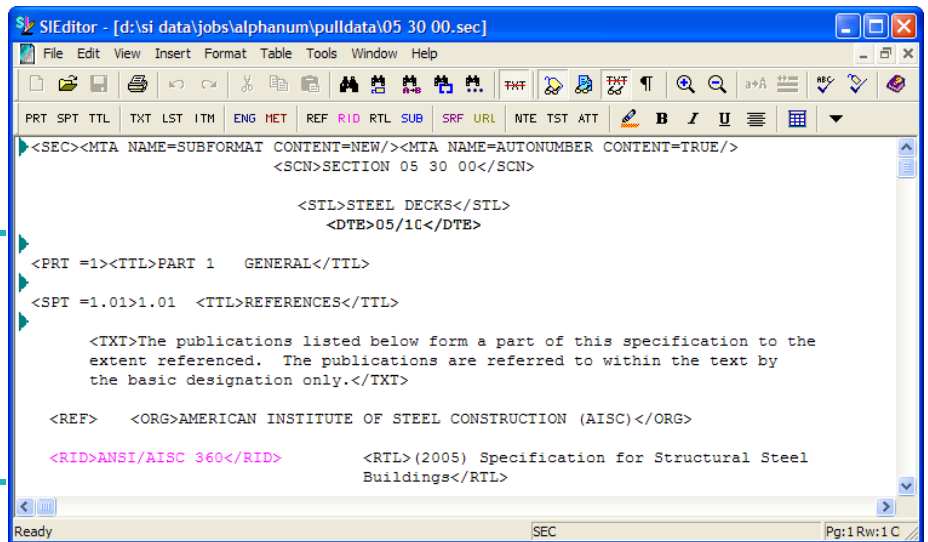 SIEditor - [d:\si data\jobs\alphanum\pulldata\05 30 00.sec]
File Edit View Insert Format Table Tools Window Help
TXT TXT ¶ a+A ABC
PRT SPT TTL TXT LST ITM ENG MET REF RID RTL SUB SRF URL NTE TST ATT B I U
<SEC><MTA NAME=SUBFORMAT CONTENT=NEW/><MTA NAME=AUTONUMBER CONTENT=TRUE/>
<SCN>SECTION 05 30 00</SCN>
<STL>STEEL DECKS</STL>
<DTE>05/10</DTE>
<PRT =1><TTL>PART 1 GENERAL</TTL>
<SPT =1.01>1.01 <TTL>REFERENCES</TTL>
<TXT>The publications listed below form a part of this specification to the
extent referenced. The publications are referred to within the text by
the basic designation only.</TXT>
<REF> <ORG>AMERICAN INSTITUTE OF STEEL CONSTRUCTION (AISC)</ORG>
<RID>ANSI/AISC 360</RID> <RTL>(2005) Specification for Structural Steel
Buildings</RTL>
Ready SEC Pg:1 Rw:1 C